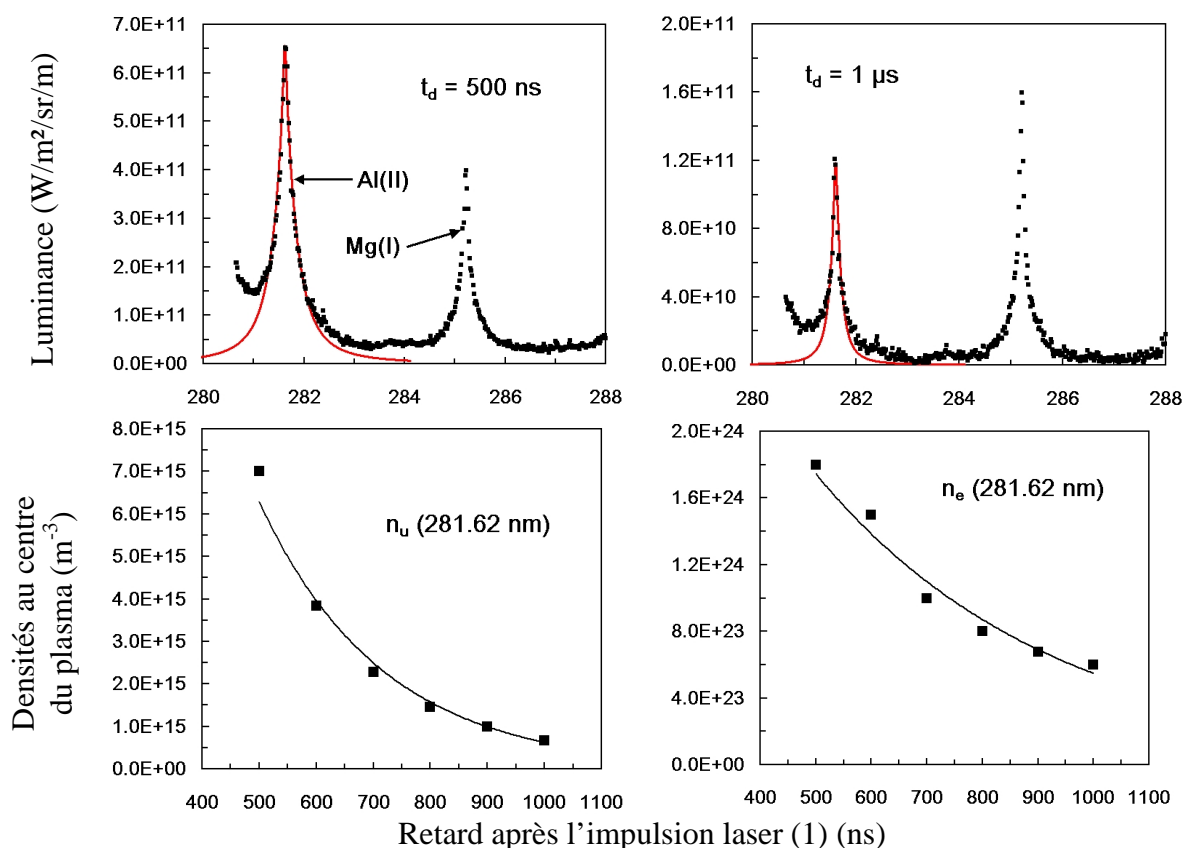 Luminance (W/m²/sr/m)
7.0E+11
6.0E+11
5.0E+11
4.0E+11
3.0E+11
2.0E+11
1.0E+11
0.0E+00
t_d = 500 ns
Al(II)
Mg(I)
280 282 284 286 288
2.0E+11
1.6E+11
1.2E+11
8.0E+10
4.0E+10
0.0E+00
t_d = 1 µs
280 282 284 286 288
Densités au centre
du plasma (m⁻³)
8.0E+15
7.0E+15
6.0E+15
5.0E+15
4.0E+15
3.0E+15
2.0E+15
1.0E+15
0.0E+00
n_u (281.62 nm)
400 500 600 700 800 900 1000 1100
2.0E+24
1.6E+24
1.2E+24
8.0E+23
4.0E+23
0.0E+00
n_e (281.62 nm)
400 500 600 700 800 900 1000 1100
Retard après l'impulsion laser (1) (ns)